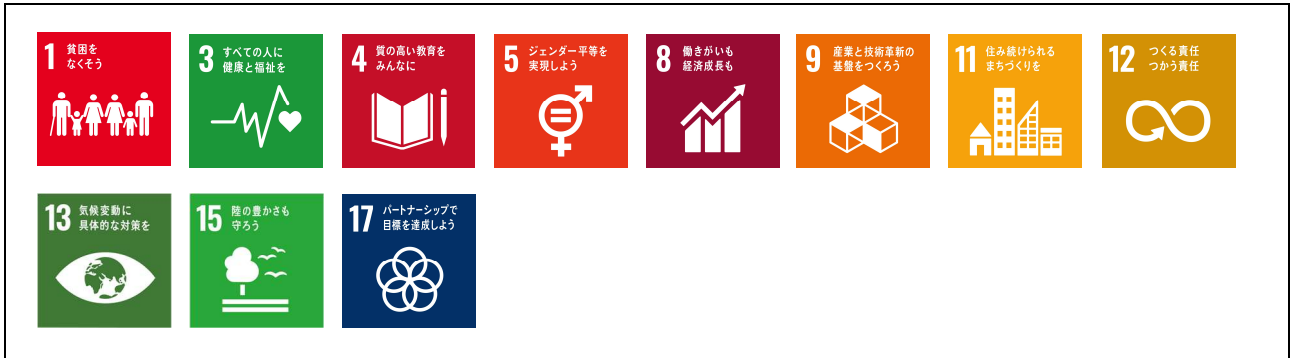 1 貧困を
なくそう
3 すべての人に
健康と福祉を
4 質の高い教育を
みんなに
5 ジェンダー平等を
実現しよう
8 働きがいも
経済成長も
9 産業と技術革新の
基盤をつくろう
11 住み続けられる
まちづくりを
12 つくる責任
つかう責任
13 気候変動に
具体的な対策を
15 陸の豊かさも
守ろう
17 パートナーシップで
目標を達成しよう